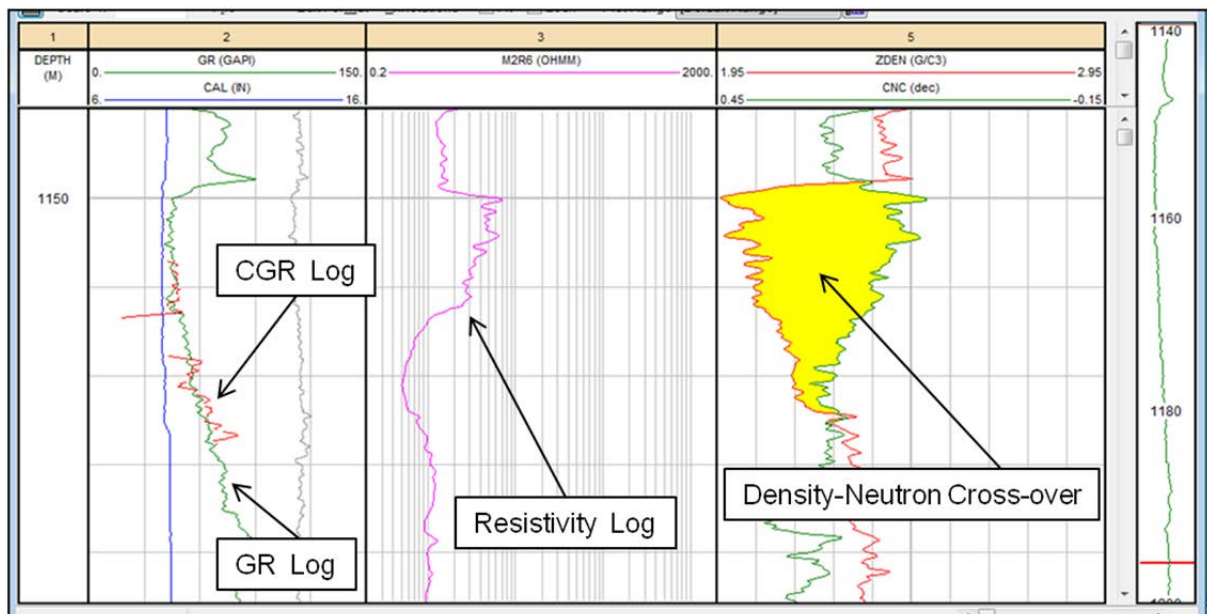 1 2 3 5
DEPTH
(M)
GR (GAPI)
0. 150.
CAL (IN)
6. 16.
M2R6 (OHMM)
0.2 2000.
ZDEN (G/C3)
1.95 2.95
CNC (dec)
0.45 -0.15
1140
1150
1160
CGR Log
1180
Density-Neutron Cross-over
Resistivity Log
GR Log